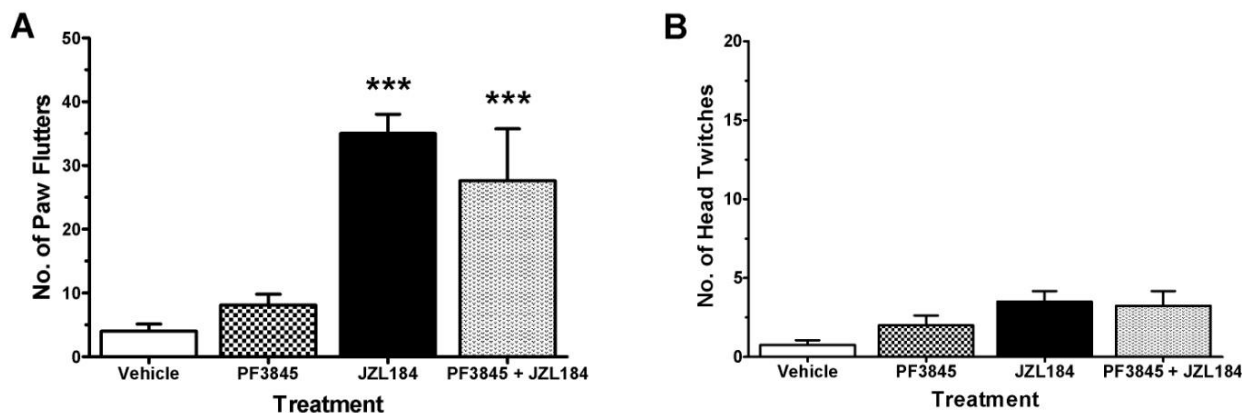 A
No. of Paw Flutters
50
40
30
20
10
0
***
***
Vehicle PF3845 JZL184 PF3845 + JZL184
Treatment
B
No. of Head Twitches
20
15
10
5
0
Vehicle PF3845 JZL184 PF3845 + JZL184
Treatment